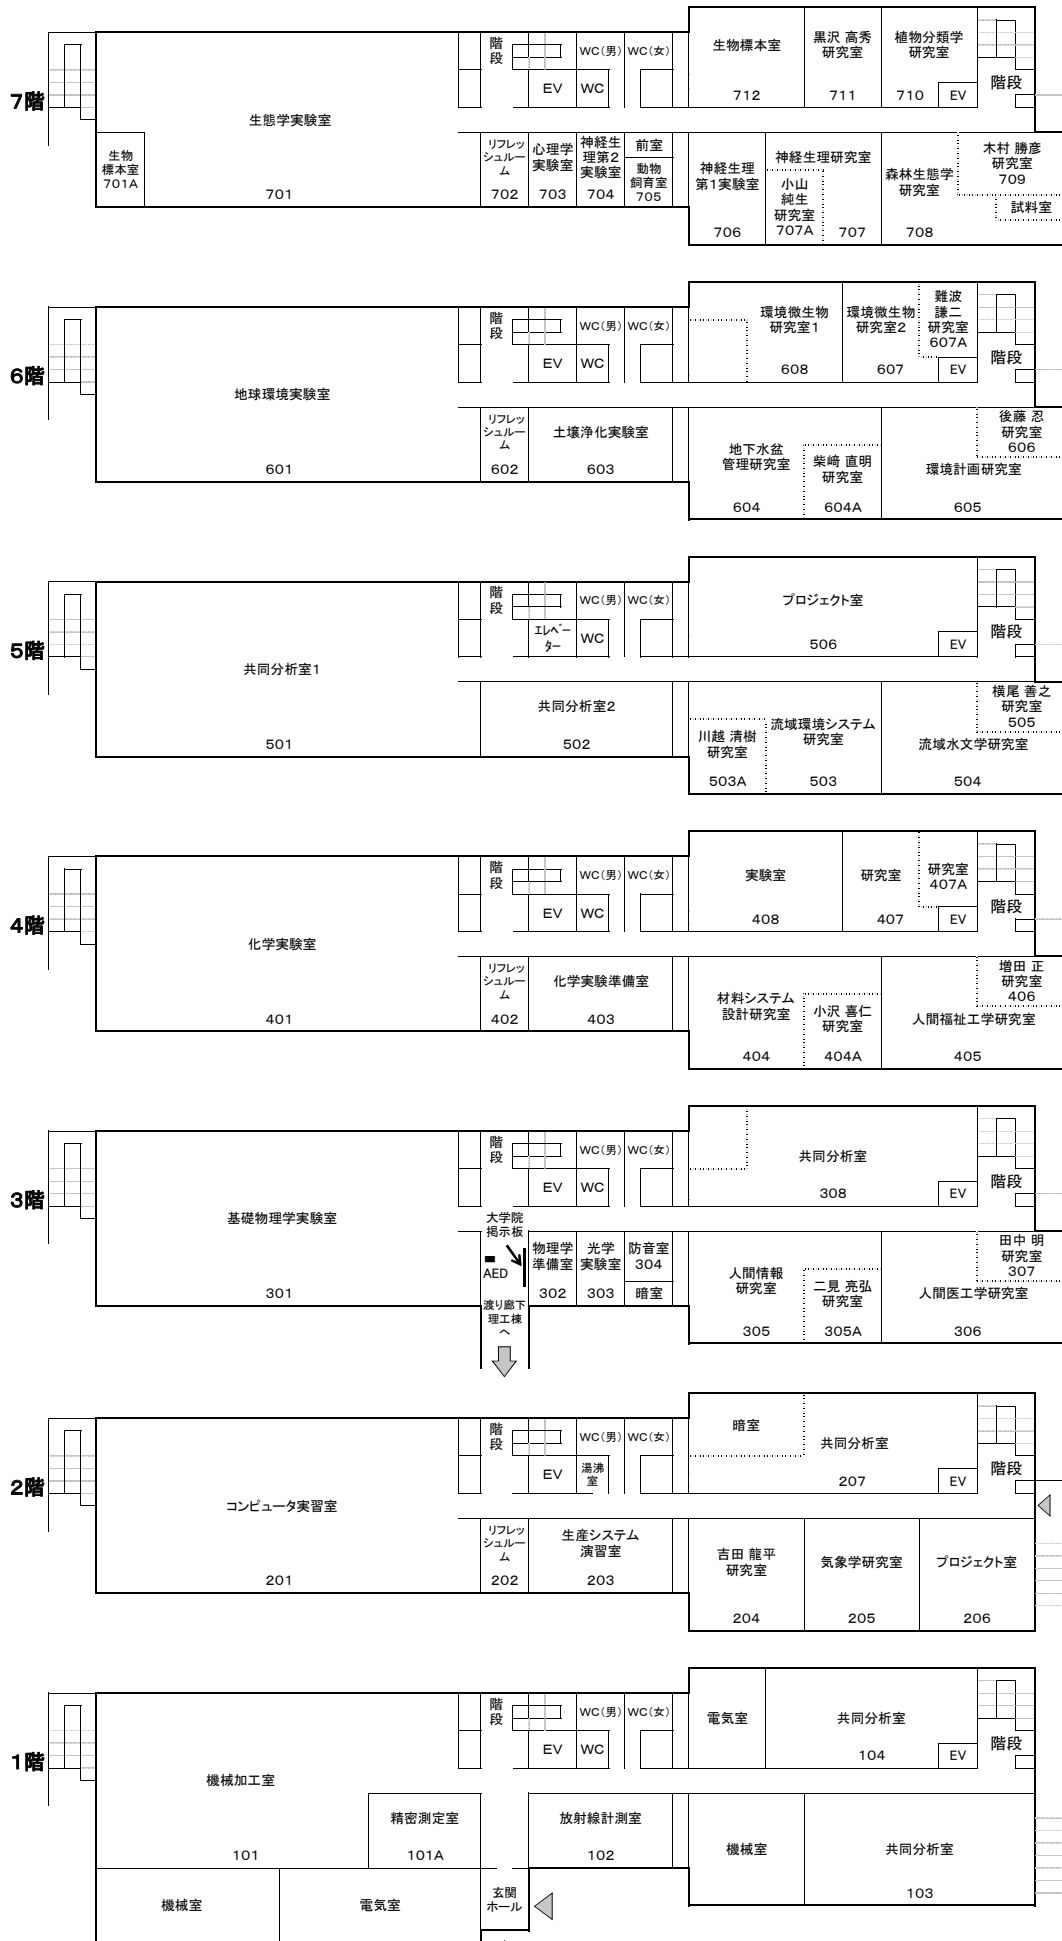 7階
生態学実験室
701
生物
標本室
701A
階
段
EV
WC(男)
WC
WC(女)
リフレッ
シュルー
ム
702
心理学
実験室
703
神経生
理第2
実験室
704
前室
動物
飼育室
705
生物標本室
712
黒沢 高秀
研究室
711
植物分類学
研究室
710
EV
階段
神経生理
第1実験室
706
神経生理研究室
小山
純生
研究室
707A
707
森林生態学
研究室
708
木村 勝彦
研究室
709
試料室
6階
地球環境実験室
601
階
段
EV
WC(男)
WC
WC(女)
リフレッ
シュルー
ム
602
土壌浄化実験室
603
環境微生物
研究室1
608
環境微生物
研究室2
607
難波
謙二
研究室
607A
EV
階段
地下水盆
管理研究室
604
柴﨑 直明
研究室
604A
後藤 忍
研究室
606
環境計画研究室
605
5階
共同分析室1
501
階
段
エレベー
ター
WC(男)
WC
WC(女)
共同分析室2
502
プロジェクト室
506
EV
階段
川越 清樹
研究室
503A
流域環境システム
研究室
503
横尾 善之
研究室
505
流域水文学研究室
504
4階
化学実験室
401
階
段
EV
WC(男)
WC
WC(女)
リフレッ
シュルー
ム
402
化学実験準備室
403
実験室
408
研究室
407
研究室
407A
EV
階段
材料システム
設計研究室
404
小沢 喜仁
研究室
404A
増田 正
研究室
406
人間福祉工学研究室
405
3階
基礎物理学実験室
301
階
段
EV
WC(男)
WC
WC(女)
大学院
掲示板
AED
渡り廊下
理工棟
へ
物理学
準備室
302
光学
実験室
303
防音室
304
暗室
共同分析室
308
EV
階段
人間情報
研究室
305
二見 亮弘
研究室
305A
田中 明
研究室
307
人間医工学研究室
306
2階
コンピュータ実習室
201
階
段
EV
WC(男)
湯沸
室
WC(女)
リフレッ
シュルー
ム
202
生産システム
演習室
203
暗室
共同分析室
207
EV
階段
吉田 龍平
研究室
204
気象学研究室
205
プロジェクト室
206
1階
機械加工室
101
精密測定室
101A
機械室
電気室
階
段
EV
WC(男)
WC
WC(女)
玄関
ホール
放射線計測室
102
電気室
共同分析室
104
EV
階段
機械室
共同分析室
103